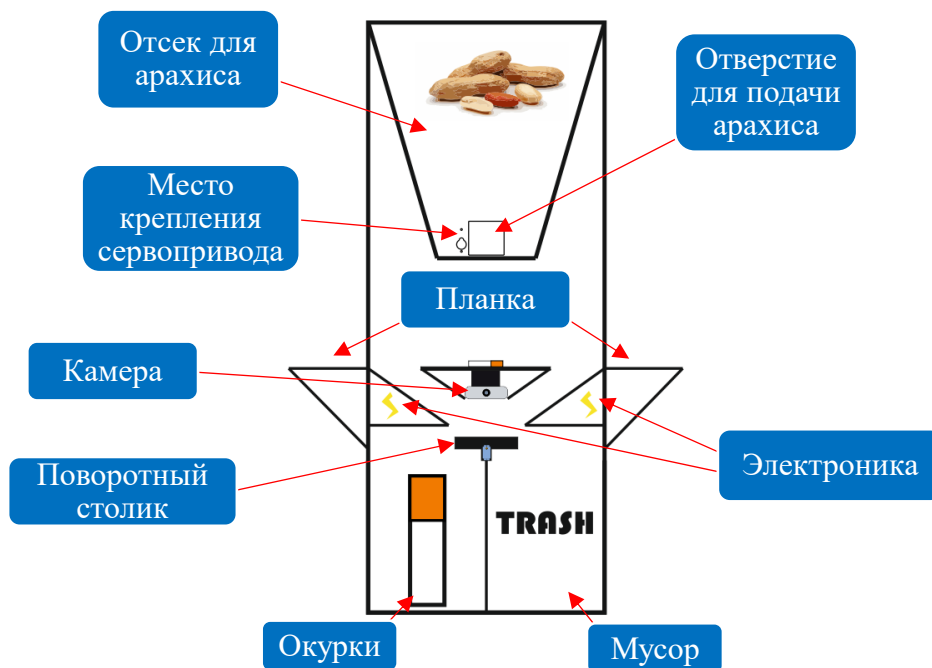 Отсек для
арахиса
Отверстие
для подачи
арахиса
Место
крепления
сервопривода
Планка
Камера
Поворотный
столик
Электроника
TRASH
Окурки
Мусор